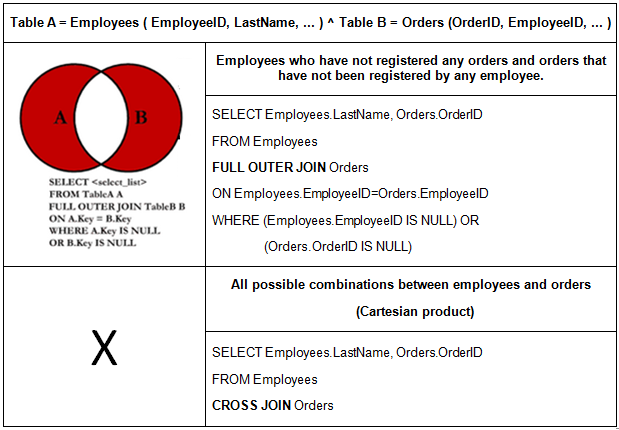 Table A = Employees ( EmployeeID, LastName, ... ) ^ Table B = Orders (OrderID, EmployeeID, ... )
A B
SELECT <select_list>
FROM TableA A
FULL OUTER JOIN TableB B
ON A.Key = B.Key
WHERE A.Key IS NULL
OR B.Key IS NULL
Employees who have not registered any orders and orders that
have not been registered by any employee.
SELECT Employees.LastName, Orders.OrderID
FROM Employees
FULL OUTER JOIN Orders
ON Employees.EmployeeID=Orders.EmployeeID
WHERE (Employees.EmployeeID IS NULL) OR
(Orders.OrderID IS NULL)
X
All possible combinations between employees and orders
(Cartesian product)
SELECT Employees.LastName, Orders.OrderID
FROM Employees
CROSS JOIN Orders